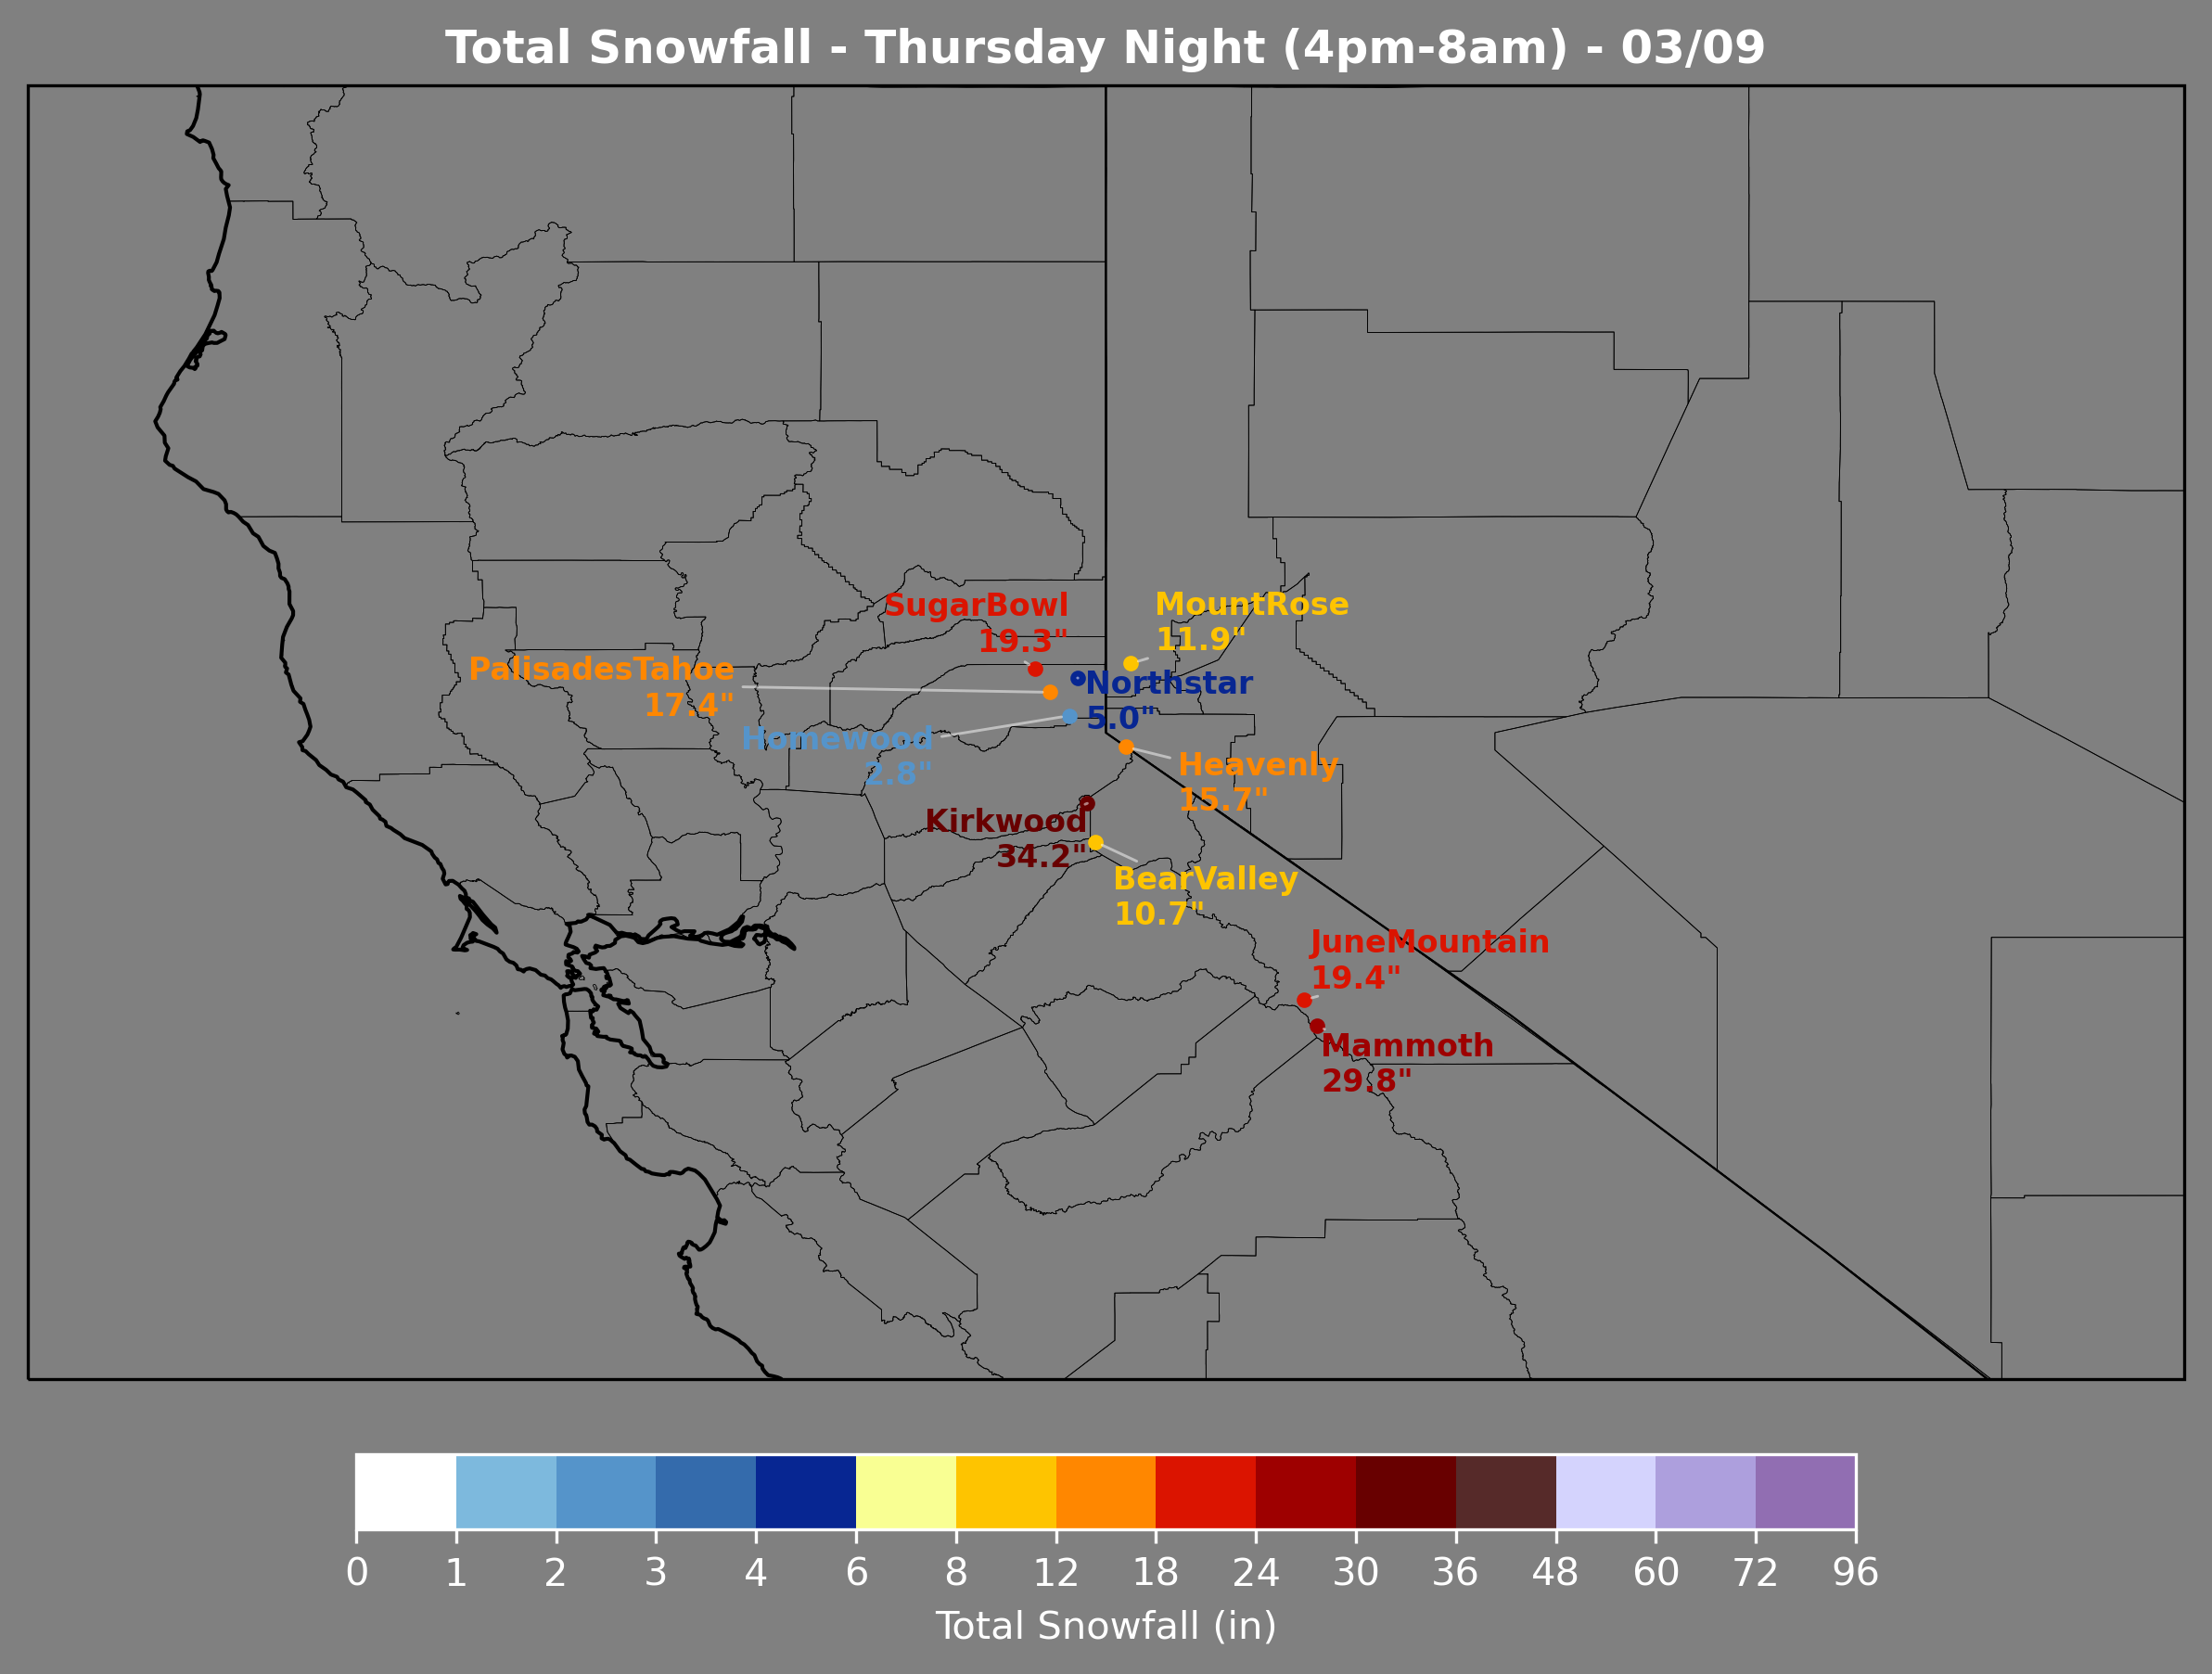 Total Snowfall - Thursday Night (4pm-8am) - 03/09
SugarBowl
19.3"
MountRose
11.9"
PalisadesTahoe
17.4"
Northstar
5.0"
Homewood
2.8"
Heavenly
15.7"
Kirkwood
34.2"
BearValley
10.7"
JuneMountain
19.4"
Mammoth
29.8"
0 1 2 3 4 6 8 12 18 24 30 36 48 60 72 96
Total Snowfall (in)